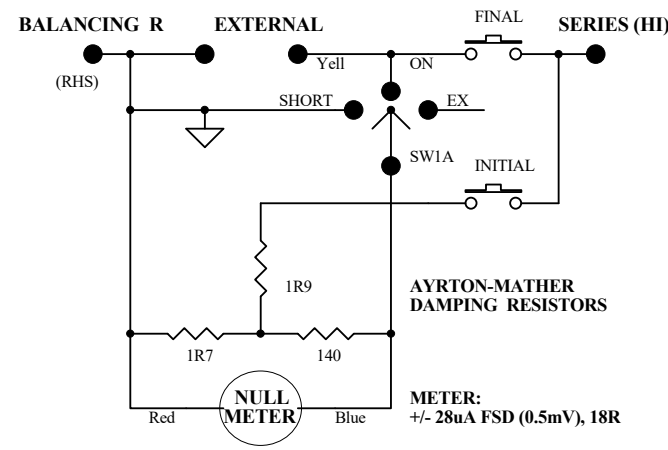 FINAL
BALANCING R EXTERNAL SERIES (HI)
Yell ON
(RHS)
SHORT EX
SW1A
INITIAL
1R9
AYRTON-MATHER
DAMPING RESISTORS
1R7 140
NULL
METER
METER:
Red Blue +/- 28uA FSD (0.5mV), 18R